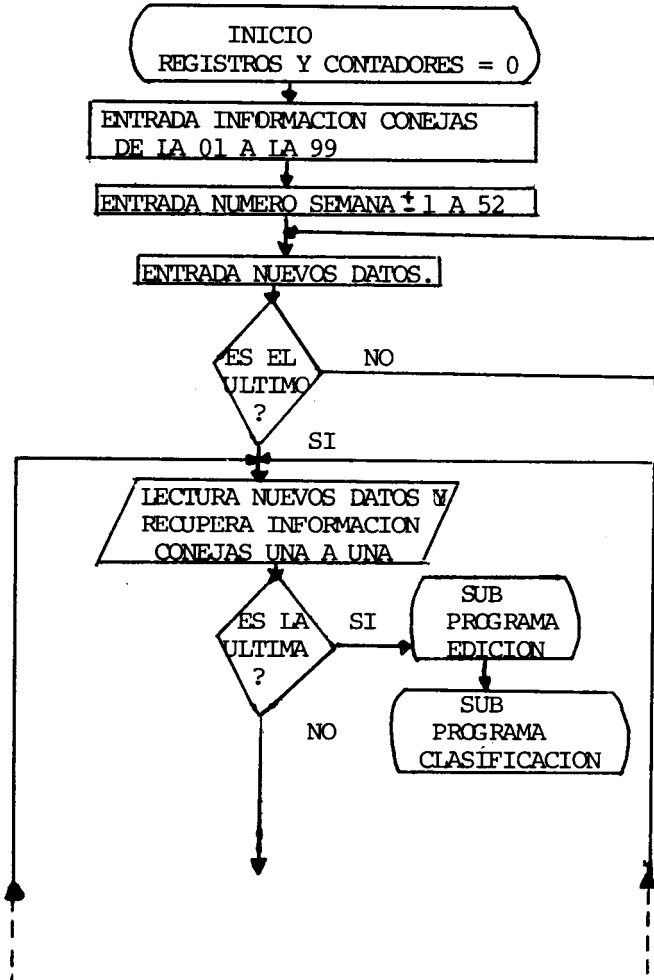 INICIO
REGISTROS Y CONTADORES = 0
ENTRADA INFORMACION CONEJAS
DE LA 01 A LA 99
ENTRADA NUMERO SEMANA ± 1 A 52
ENTRADA NUEVOS DATOS.
ES EL
ULTIMO
?
NO
SI
LECTURA NUEVOS DATOS Y
RECUPERA INFORMACION
CONEJAS UNA A UNA
ES LA
ULTIMA
?
SI
NO
SUB
PROGRAMA
EDICION
SUB
PROGRAMA
CLASIFICACION